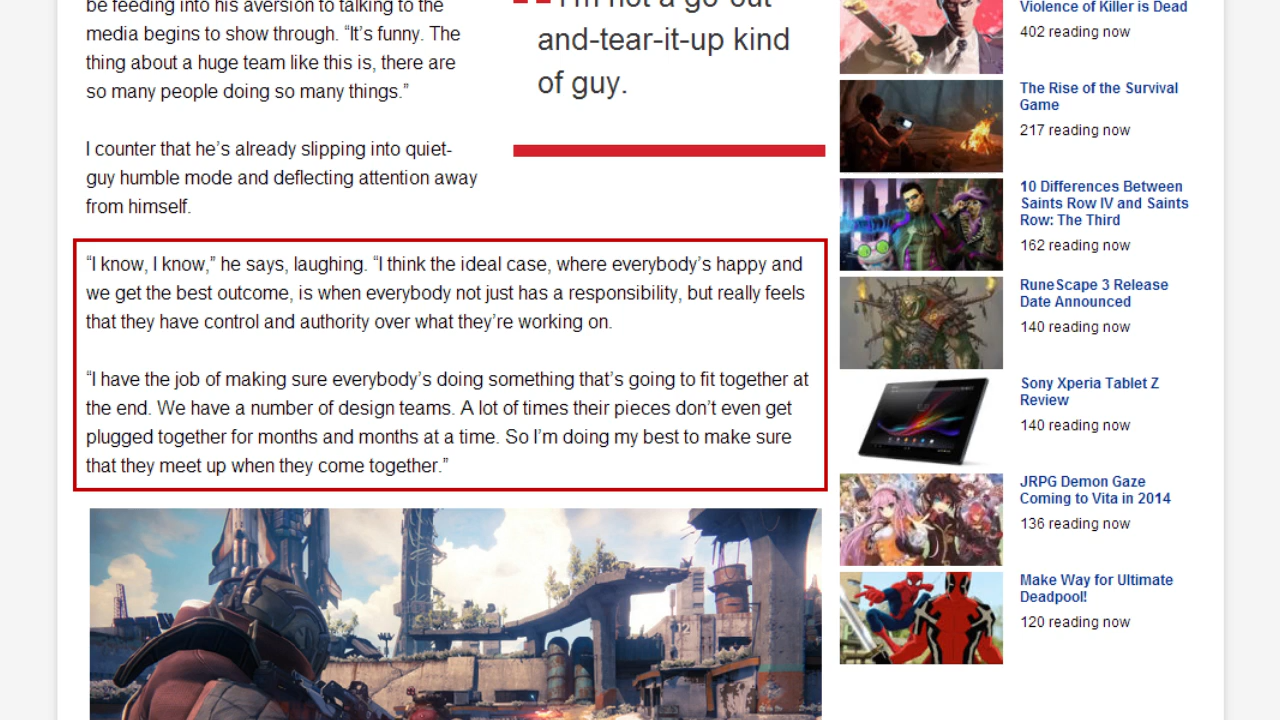 be feeding into his aversion to talking to the
media begins to show through. “It’s funny. The
thing about a huge team like this is, there are
so many people doing so many things.”
I counter that he’s already slipping into quiet-
guy humble mode and deflecting attention away
from himself.
I’m not a go-out-
and-tear-it-up kind
of guy.
“I know, I know,” he says, laughing. “I think the ideal case, where everybody’s happy and
we get the best outcome, is when everybody not just has a responsibility, but really feels
that they have control and authority over what they’re working on.
“I have the job of making sure everybody’s doing something that’s going to fit together at
the end. We have a number of design teams. A lot of times their pieces don’t even get
plugged together for months and months at a time. So I’m doing my best to make sure
that they meet up when they come together.”
Violence of Killer is Dead
402 reading now
The Rise of the Survival
Game
217 reading now
10 Differences Between
Saints Row IV and Saints
Row: The Third
162 reading now
RuneScape 3 Release
Date Announced
140 reading now
Sony Xperia Tablet Z
Review
140 reading now
JRPG Demon Gaze
Coming to Vita in 2014
136 reading now
Make Way for Ultimate
Deadpool!
120 reading now